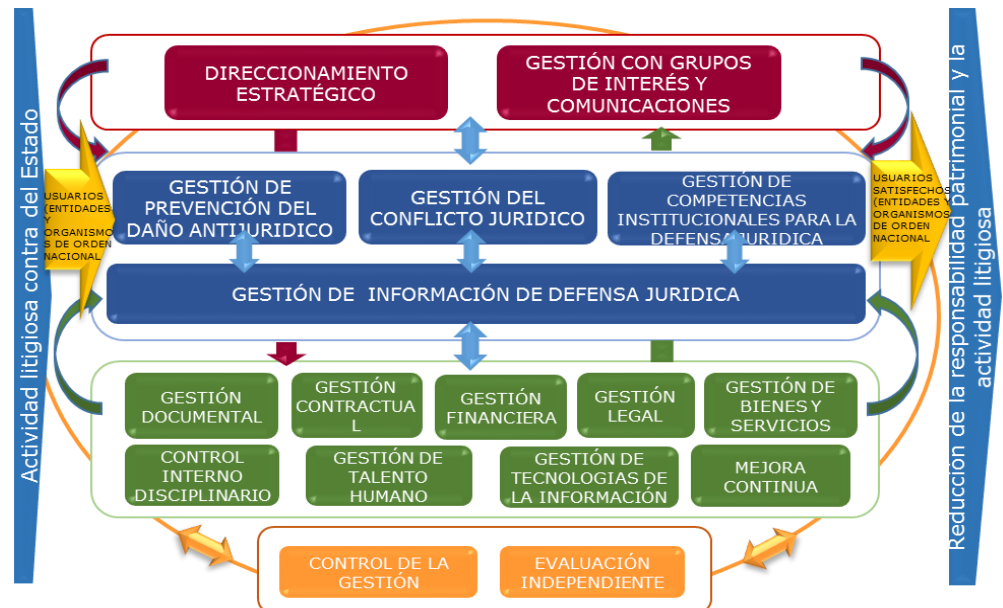 Actividad litigiosa contra del Estado
DIRECCIONAMIENTO
ESTRATÉGICO
GESTIÓN CON GRUPOS
DE INTERÉS Y
COMUNICACIONES
USUARIOS
(ENTIDADES
Y
ORGANISMO
S DE ORDEN
NACIONAL
GESTIÓN DE
PREVENCIÓN DEL
DAÑO ANTIJURIDICO
GESTIÓN DEL
CONFLICTO JURIDICO
GESTIÓN DE
COMPETENCIAS
INSTITUCIONALES PARA LA
DEFENSA JURIDICA
USUARIOS
SATISFECHOS
(ENTIDADES Y
ORGANISMOS
DE ORDEN
NACIONAL
GESTIÓN DE INFORMACIÓN DE DEFENSA JURIDICA
GESTIÓN
DOCUMENTAL
GESTIÓN
CONTRACTUA
L
GESTIÓN
FINANCIERA
GESTIÓN
LEGAL
GESTIÓN DE
BIENES Y
SERVICIOS
CONTROL
INTERNO
DISCIPLINARIO
GESTIÓN DE
TALENTO
HUMANO
GESTIÓN DE
TECNOLOGIAS DE
LA INFORMACIÓN
MEJORA
CONTINUA
CONTROL DE LA
GESTIÓN
EVALUACIÓN
INDEPENDIENTE
Reducción de la responsabilidad patrimonial y la
actividad litigiosa